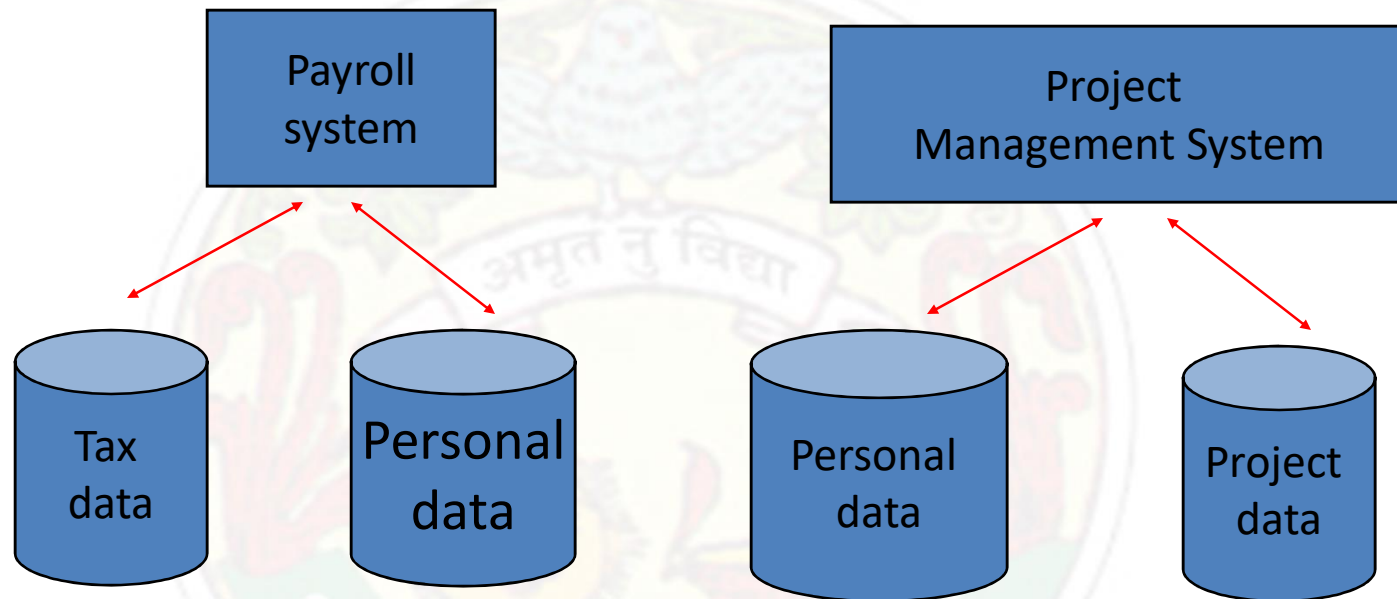 Payroll
system
Project
Management System
अमृतं नु विद्या
Tax
data
Personal
data
Personal
data
Project
data